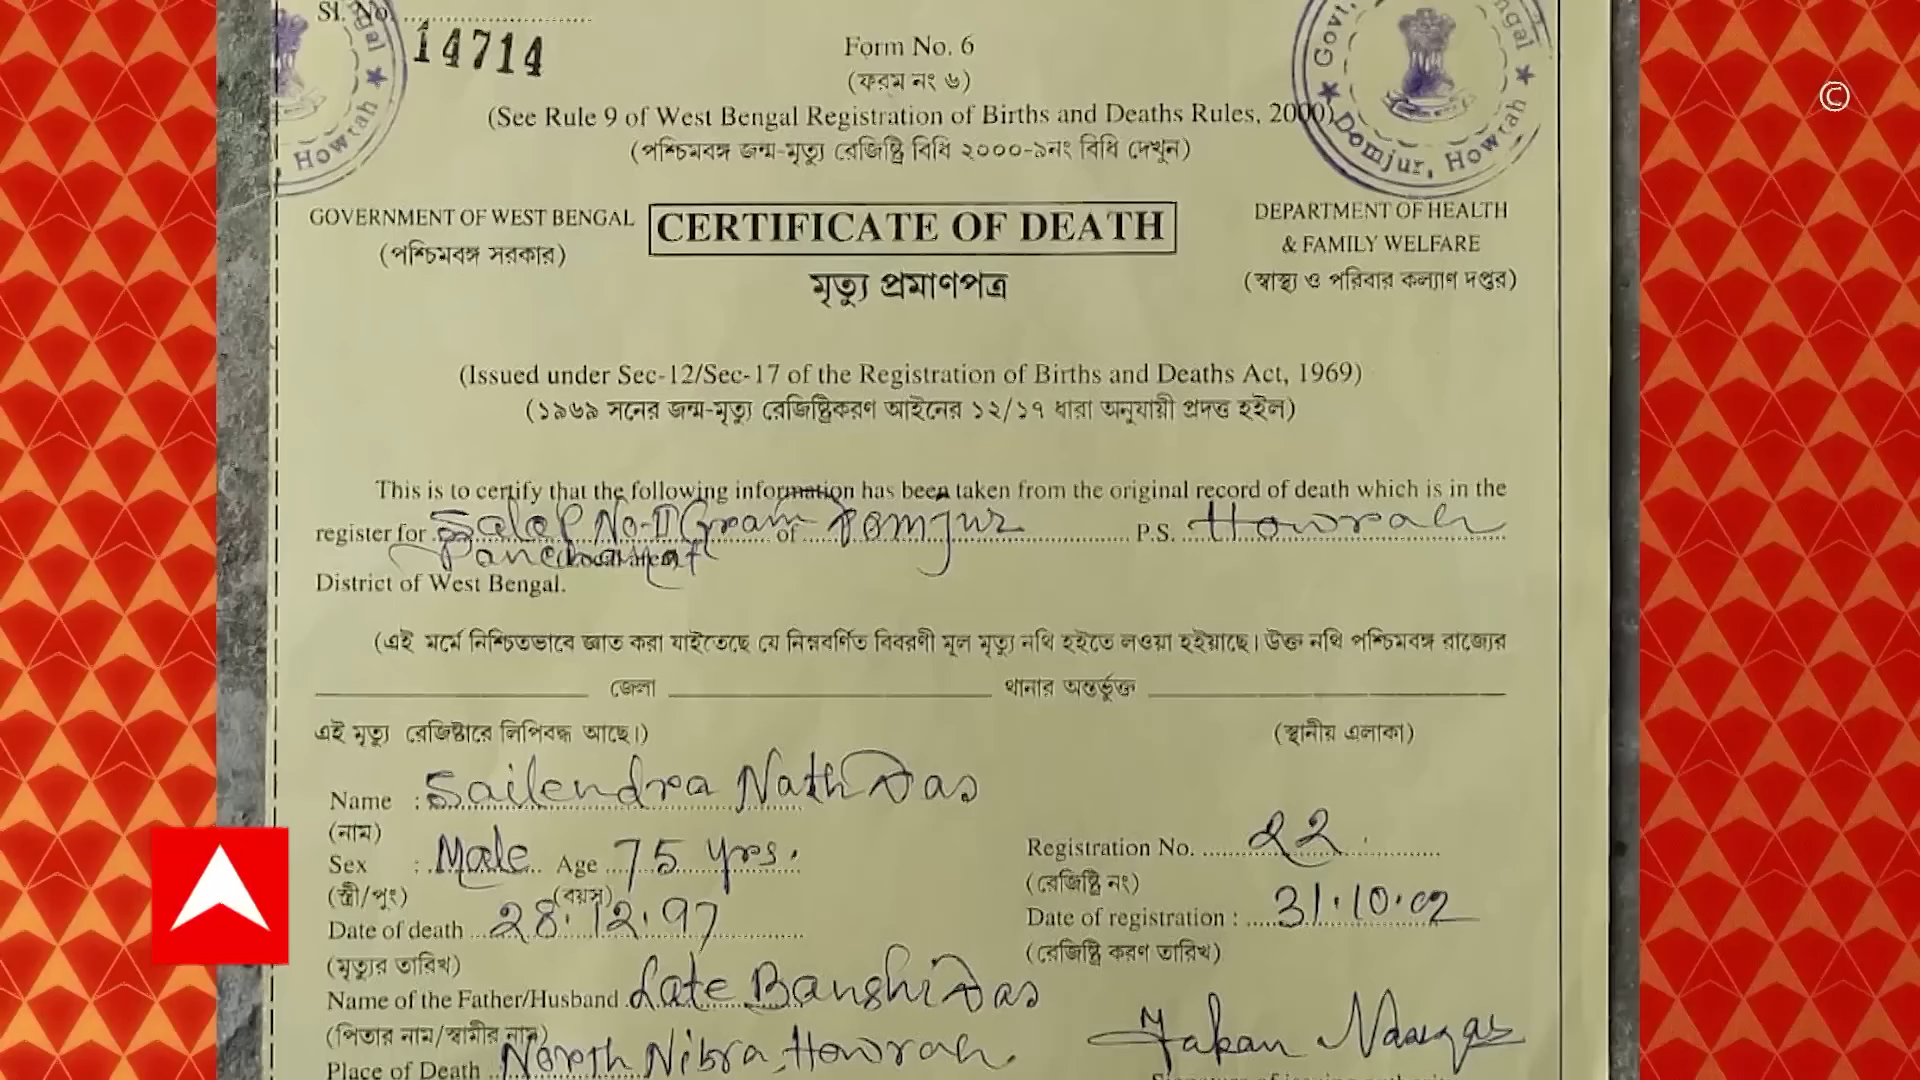 Sl. No.
14714
Form No. 6
(ফরম নং ৬)
(See Rule 9 of West Bengal Registration of Births and Deaths Rules, 2000)
(পশ্চিমবঙ্গ জন্ম-মৃত্যু রেজিষ্ট্রি বিধি ২০০০-৯নং বিধি দেখুন)
Howrah
Govt.
Domjur, Howrah
GOVERNMENT OF WEST BENGAL
(পশ্চিমবঙ্গ সরকার)
CERTIFICATE OF DEATH
মৃত্যু প্রমাণপত্র
DEPARTMENT OF HEALTH
& FAMILY WELFARE
(স্বাস্থ্য ও পরিবার কল্যাণ দপ্তর)
©
(Issued under Sec-12/Sec-17 of the Registration of Births and Deaths Act, 1969)
(১৯৬৯ সনের জন্ম-মৃত্যু রেজিষ্ট্রিকরণ আইনের ১২/১৭ ধারা অনুযায়ী প্রদত্ত হইল)
This is to certify that the following information has been taken from the original record of death which is in the
register for Salap No-II Gram of Domjur P.S. Howrah
Panchayat
District of West Bengal.
(এই মর্মে নিশ্চিতভাবে জ্ঞাত করা যাইতেছে যে নিম্নবর্ণিত বিবরণী মূল মৃত্যু নথি হইতে লওয়া হইয়াছে। উক্ত নথি পশ্চিমবঙ্গ রাজ্যের
জেলা থানার অন্তর্ভুক্ত
এই মৃত্যু রেজিষ্টারে লিপিবদ্ধ আছে।) (স্থানীয় এলাকা)
Name : Sailendra Nath Das
(নাম)
Sex : Male Age 75 yrs.
(স্ত্রী/পুং) (বয়স)
Date of death 28.12.97
(মৃত্যুর তারিখ)
Name of the Father/Husband Late Banshi Das
(পিতার নাম/স্বামীর নাম)
Place of Death North Nibra, Howrah.
Registration No. 22
(রেজিষ্ট্রি নং)
Date of registration : 31.10.02
(রেজিষ্ট্রি করণ তারিখ)